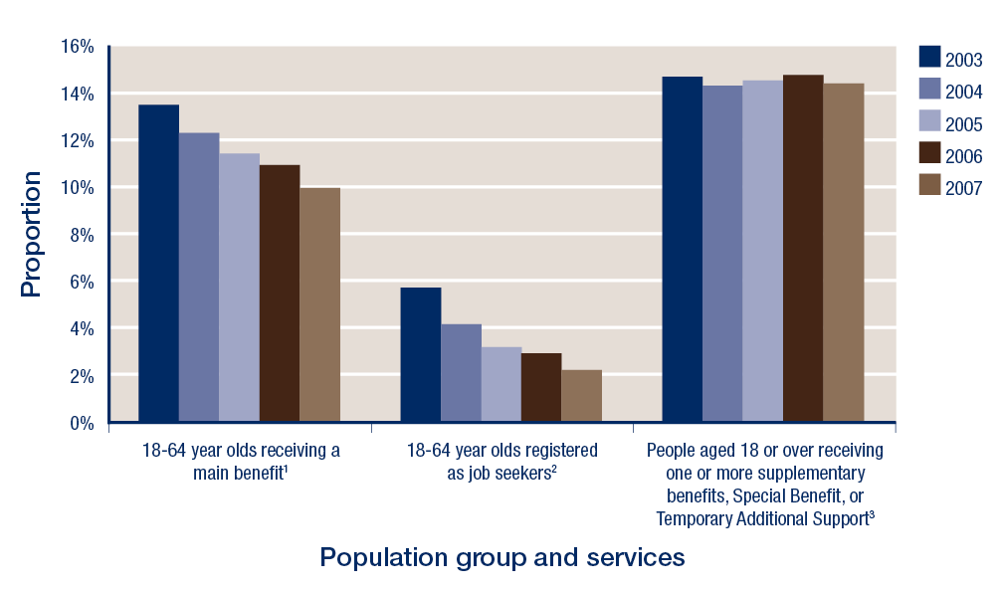 16%
14%
12%
10%
8%
6%
4%
2%
0%
Proportion
2003
2004
2005
2006
2007
18-64 year olds receiving a
main benefit¹
18-64 year olds registered
as job seekers²
People aged 18 or over receiving
one or more supplementary
benefits, Special Benefit, or
Temporary Additional Support³
Population group and services